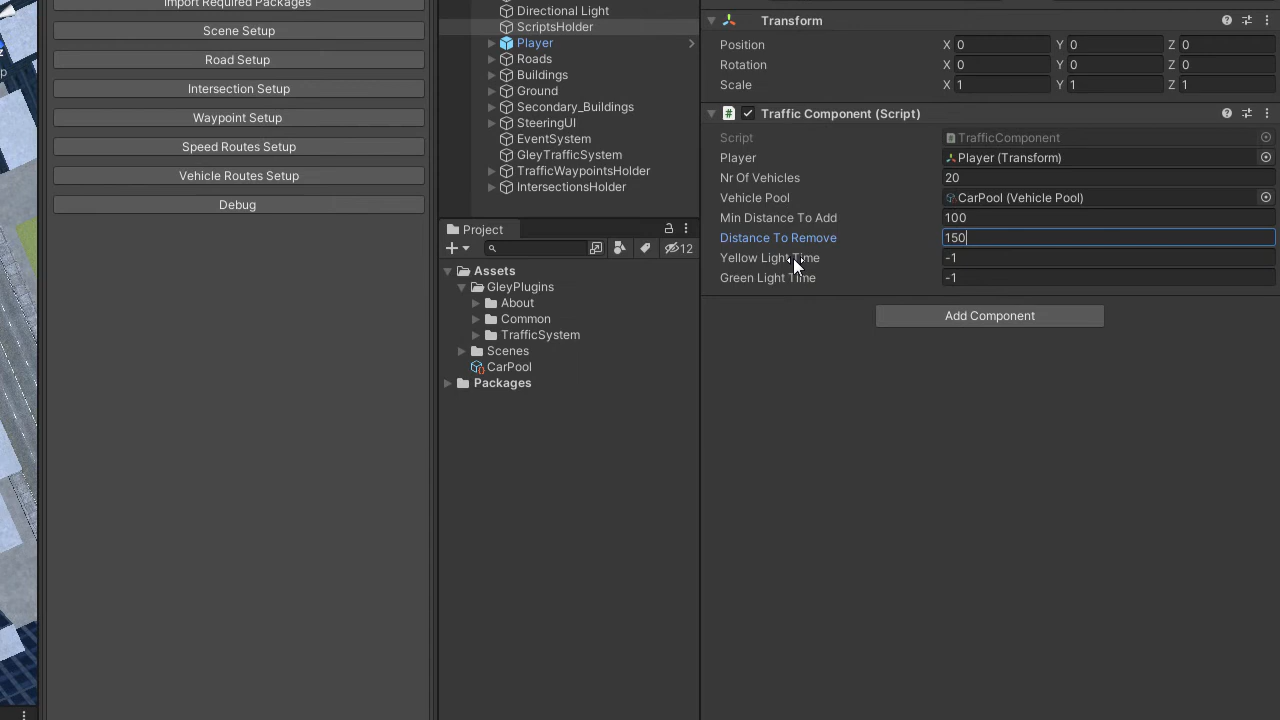 Import Required Packages
Scene Setup
Road Setup
Intersection Setup
Waypoint Setup
Speed Routes Setup
Vehicle Routes Setup
Debug
Directional Light
ScriptsHolder
Player
Roads
Buildings
Ground
Secondary_Buildings
SteeringUI
EventSystem
GleyTrafficSystem
TrafficWaypointsHolder
IntersectionsHolder
Project
12
Assets
GleyPlugins
About
Common
TrafficSystem
Scenes
CarPool
Packages
Transform
Position X 0 Y 0 Z 0
Rotation X 0 Y 0 Z 0
Scale X 1 Y 1 Z 1
Traffic Component (Script)
Script TrafficComponent
Player Player (Transform)
Nr Of Vehicles 20
Vehicle Pool CarPool (Vehicle Pool)
Min Distance To Add 100
Distance To Remove 150
Yellow Light Time -1
Green Light Time -1
Add Component